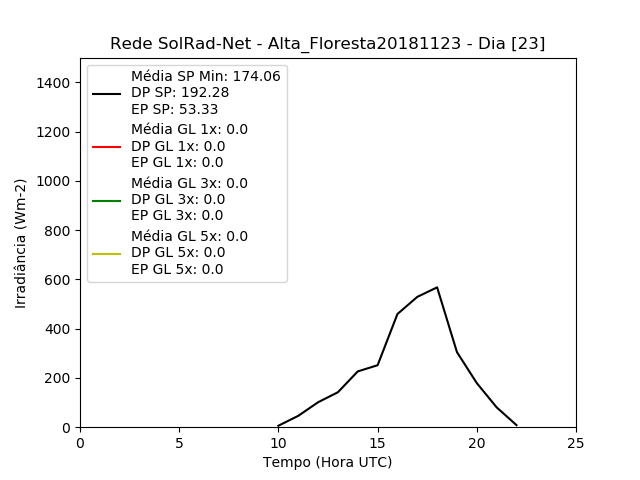 Rede SolRad-Net - Alta_Floresta20181123 - Dia [23]
Média SP Min: 174.06
DP SP: 192.28
EP SP: 53.33
Média GL 1x: 0.0
DP GL 1x: 0.0
EP GL 1x: 0.0
Média GL 3x: 0.0
DP GL 3x: 0.0
EP GL 3x: 0.0
Média GL 5x: 0.0
DP GL 5x: 0.0
EP GL 5x: 0.0
Irradiância (Wm-2)
1400
1200
1000
800
600
400
200
0
0 5 10 15 20 25
Tempo (Hora UTC)